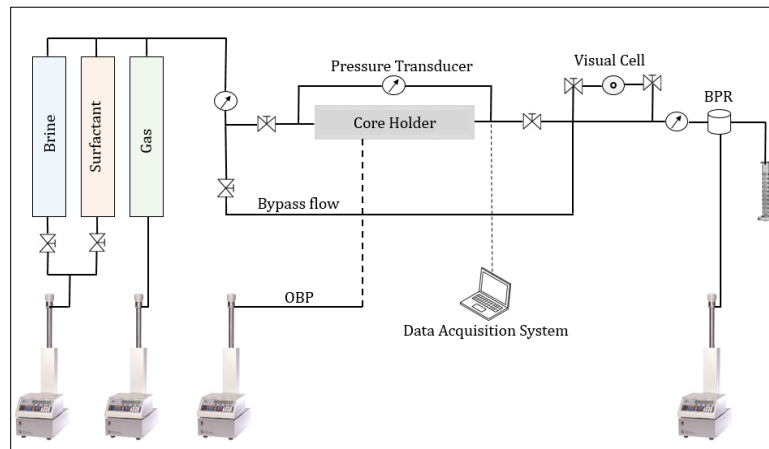 Brine
Surfactant
Gas
Pressure Transducer
Core Holder
Visual Cell
BPR
Bypass flow
OBP
Data Acquisition System